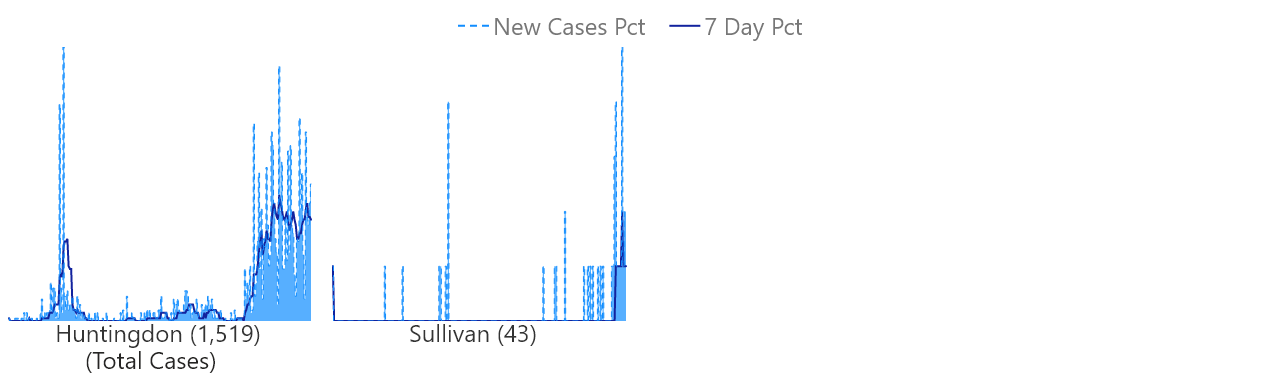 New Cases Pct 7 Day Pct
Huntingdon (1,519) Sullivan (43)
(Total Cases)